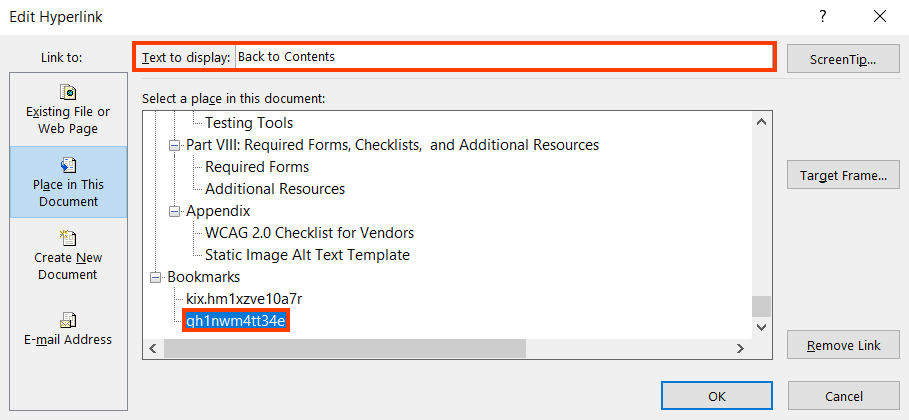 Edit Hyperlink
?
Link to:
Text to display: Back to Contents
ScreenTip...
Existing File or
Web Page
Place in This
Document
Create New
Document
E-mail Address
Select a place in this document:
Testing Tools
Part VIII: Required Forms, Checklists,  and Additional Resources
Required Forms
Additional Resources
Appendix
WCAG 2.0 Checklist for Vendors
Static Image Alt Text Template
Bookmarks
kix.hm1xzve10a7r
gh1nwm4tt34e
Target Frame...
Remove Link
OK
Cancel